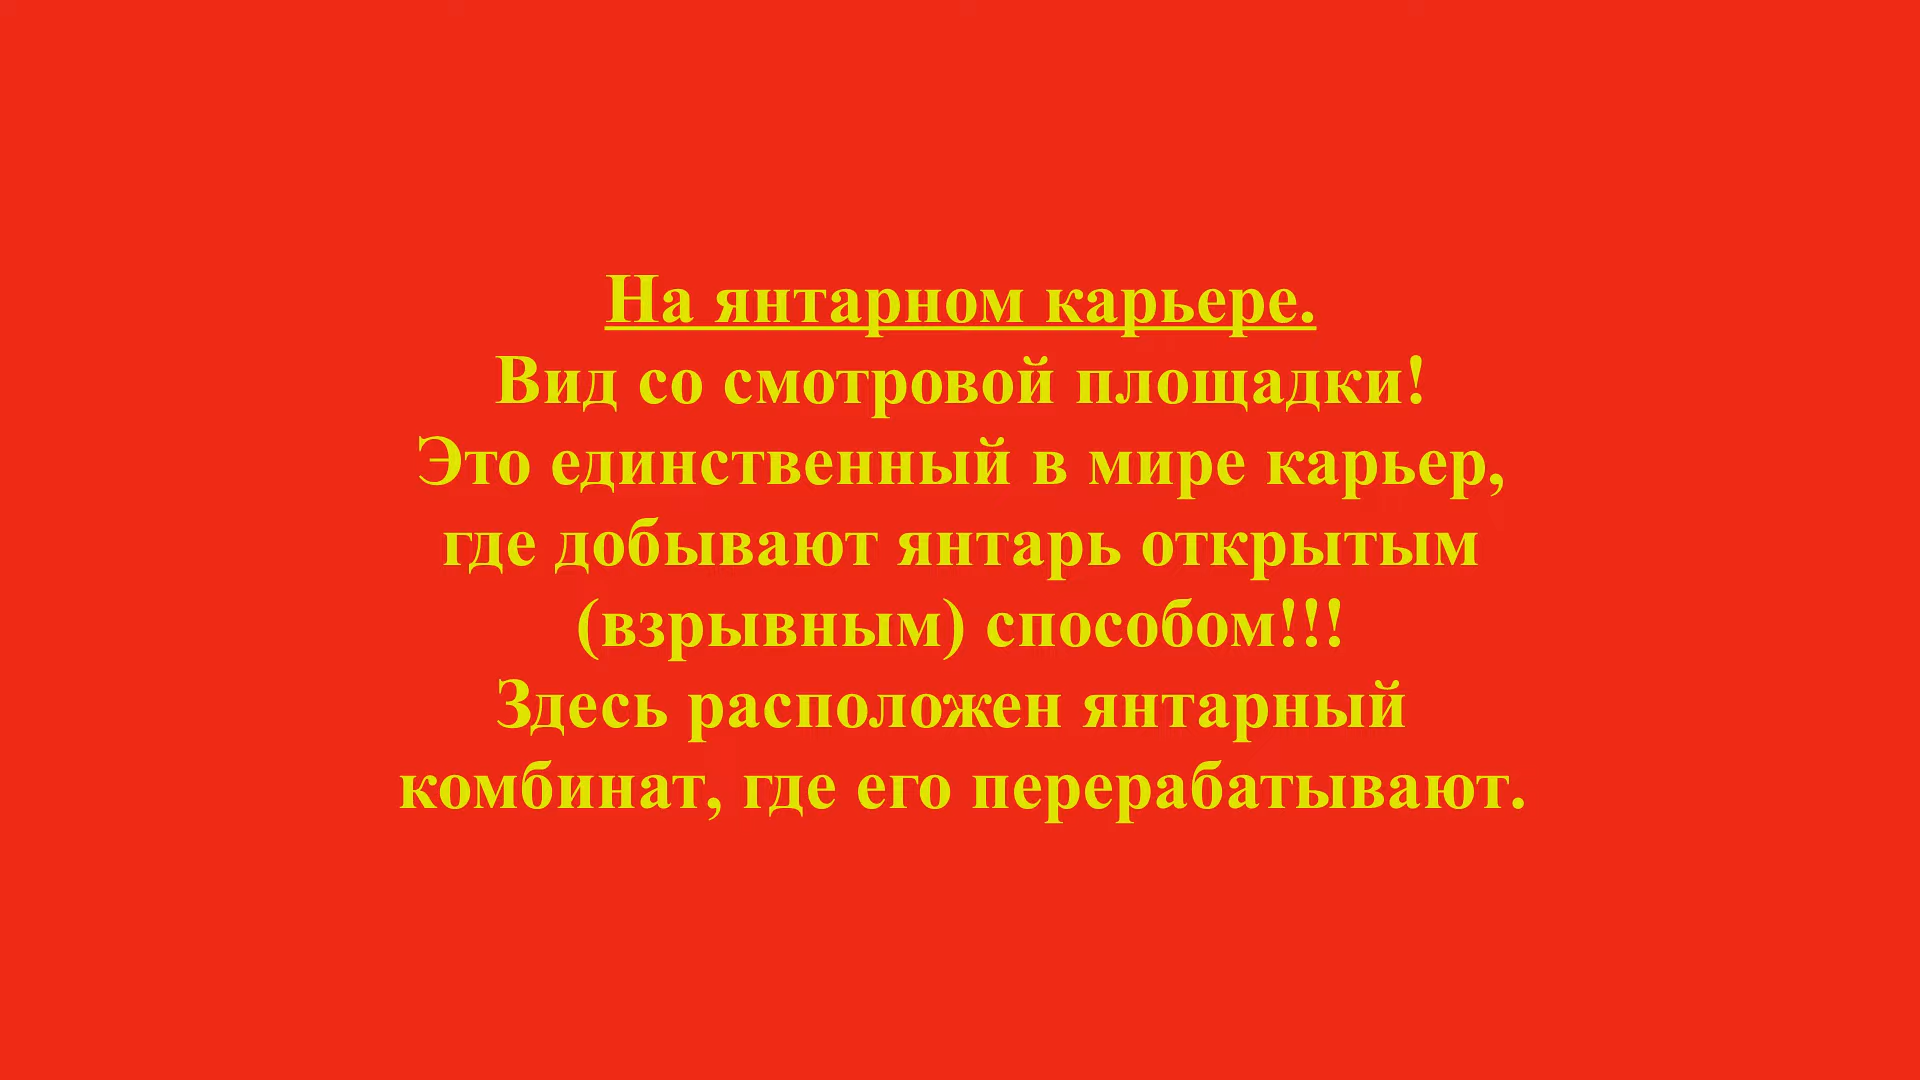 На янтарном карьере.
Вид со смотровой площадки!
Это единственный в мире карьер,
где добывают янтарь открытым
(взрывным) способом!!!
Здесь расположен янтарный
комбинат, где его перерабатывают.